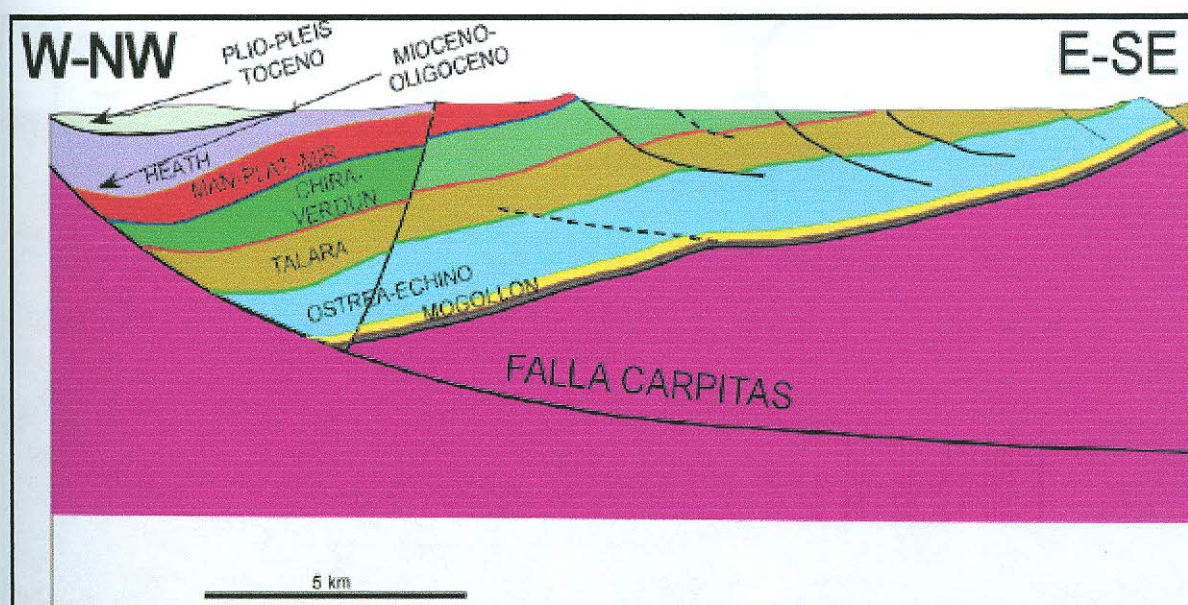 W-NW
PLIO-PLEIS
TOCENO
MIOCENO-
OLIGOCENO
E-SE
HEATH
MAN-PLAT-MIR
CHIRA-
VERDUN
TALARA
OSTREA-ECHINO
MOGOLLON
FALLA CARPITAS
5 km